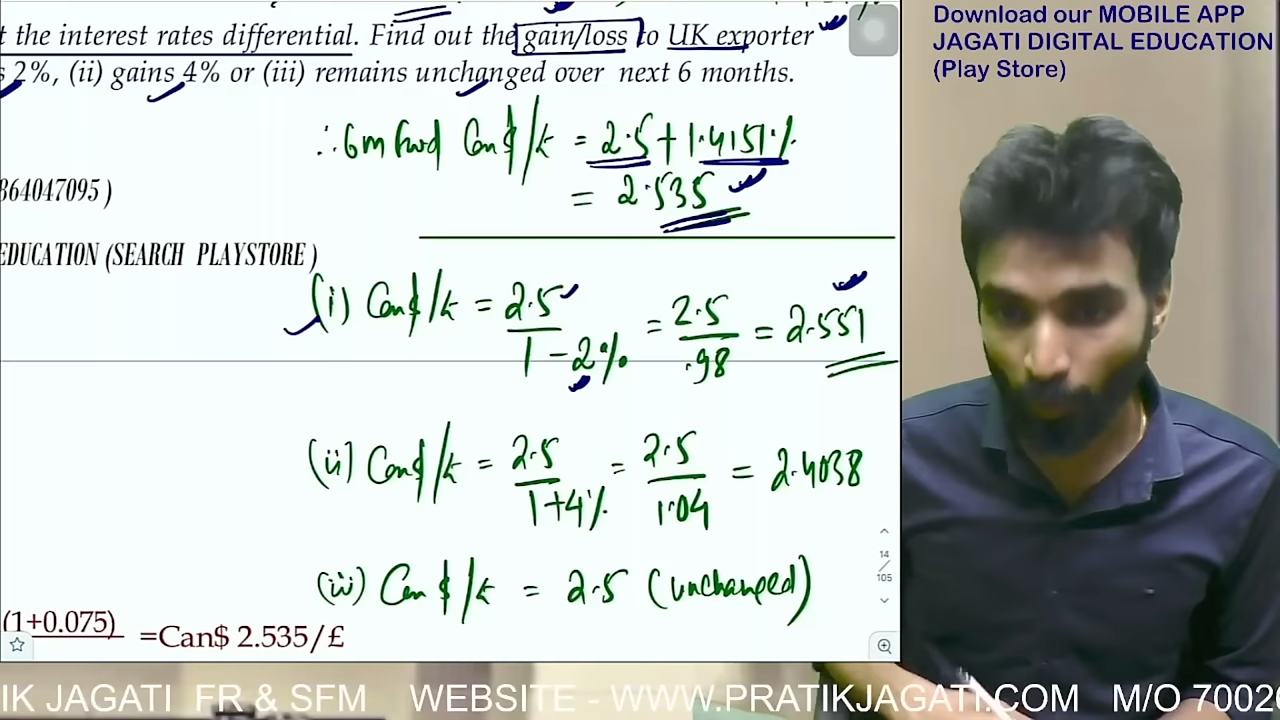 t the interest rates differential. Find out the gain/loss to UK exporter
s 2%, (ii) gains 4% or (iii) remains unchanged over next 6 months.
Download our MOBILE APP
JAGATI DIGITAL EDUCATION
(Play Store)
∴ 6m fwd Can$/£ = 2.5 + 1.4151%
= 2.535
864047095 )
EDUCATION (SEARCH PLAYSTORE )
(i) Can$/£ = 2.5/1-2% = 2.5/.98 = 2.551
(ii) Can$/£ = 2.5/1+4% = 2.5/1.04 = 2.4038
(iii) Can$/£ = 2.5 (unchanged)
14
/
105
(1+0.075) =Can$ 2.535/£
IK JAGATI FR & SFM WEBSITE - WWW.PRATIKJAGATI.COM M/O 7002